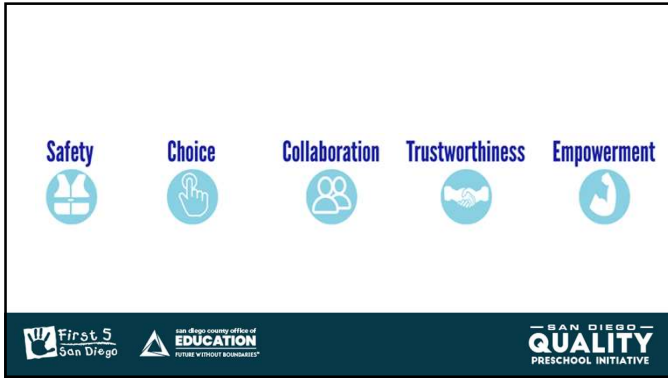 Safety
Choice
Collaboration
Trustworthiness
Empowerment
First 5
San Diego
san diego county office of
EDUCATION
FUTURE WITHOUT BOUNDARIES™
SAN DIEGO
QUALITY
PRESCHOOL INITIATIVE